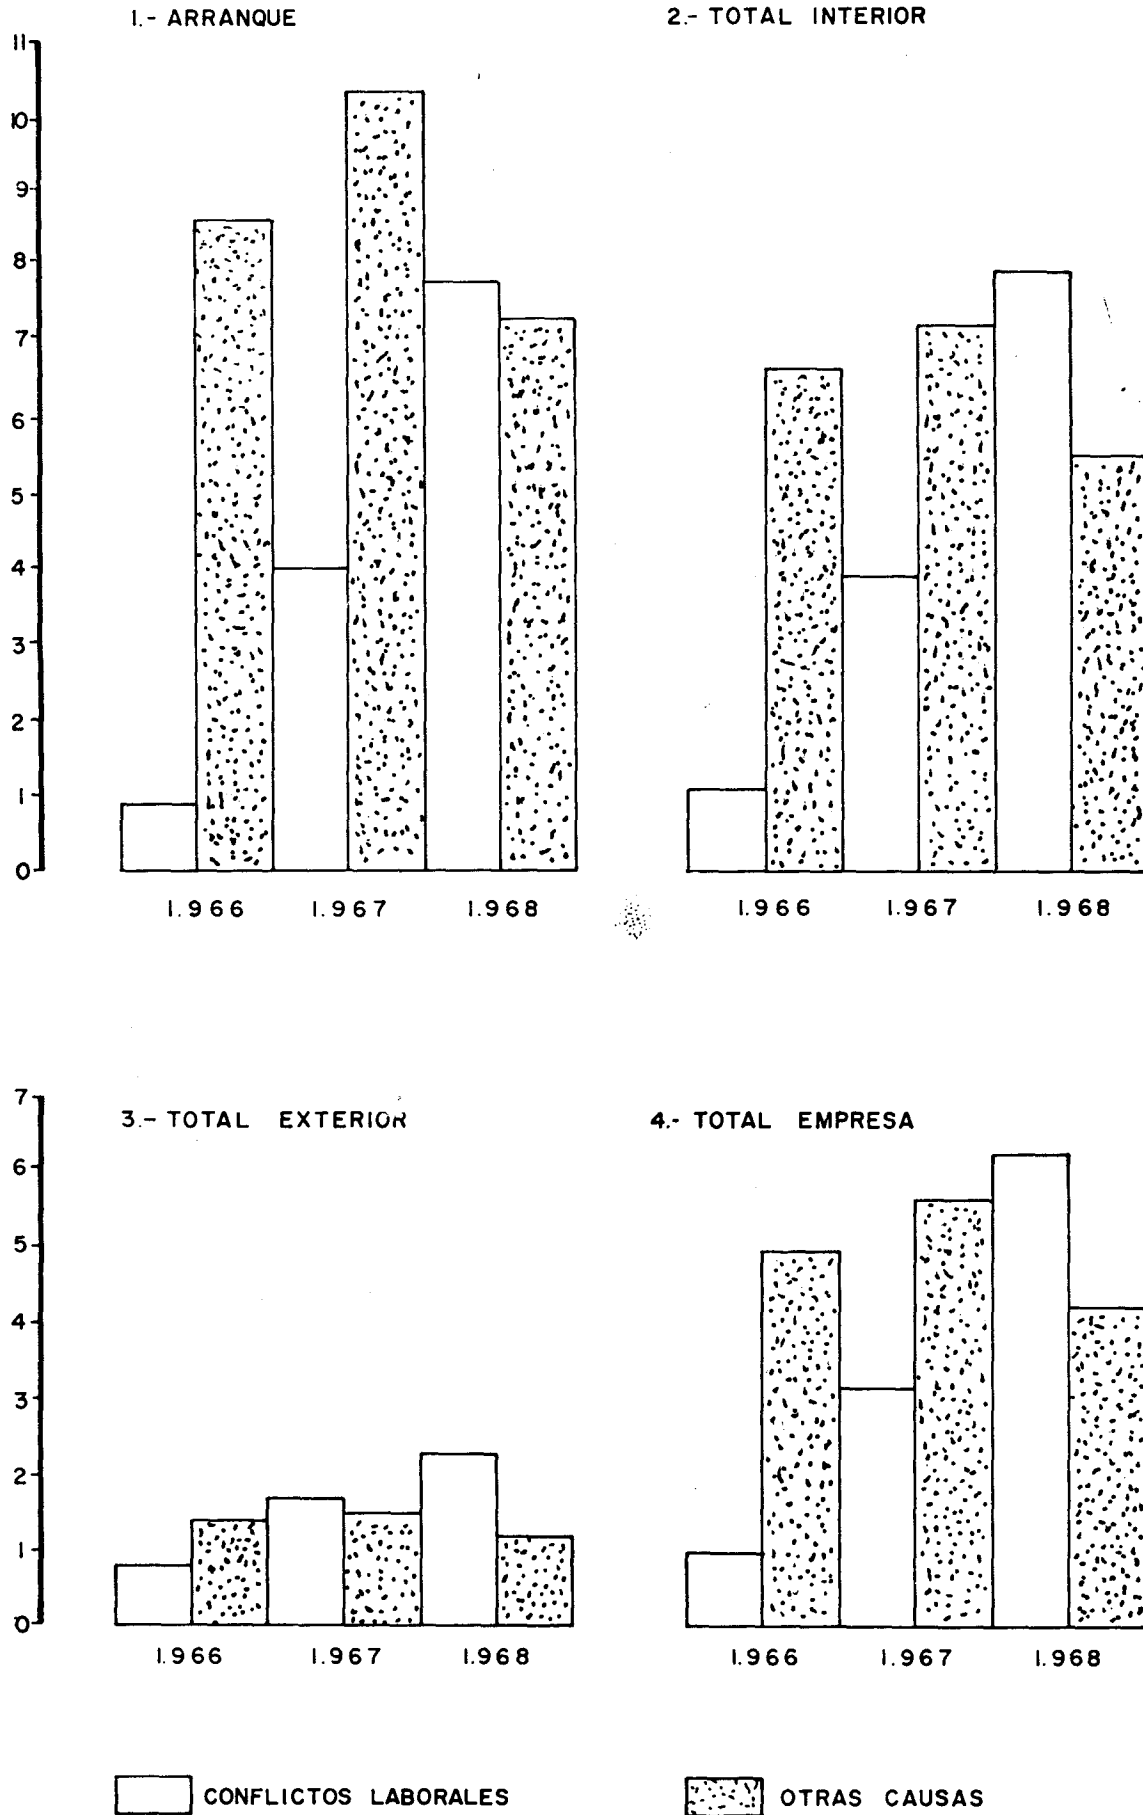 1.- ARRANQUE
2.- TOTAL INTERIOR
11
10
9
8
7
6
5
4
3
2
1
0
1.966 1.967 1.968
1.966 1.967 1.968
7
6
5
4
3
2
1
0
3.- TOTAL EXTERIOR
4.- TOTAL EMPRESA
1.966 1.967 1.968
1.966 1.967 1.968
CONFLICTOS LABORALES
OTRAS CAUSAS